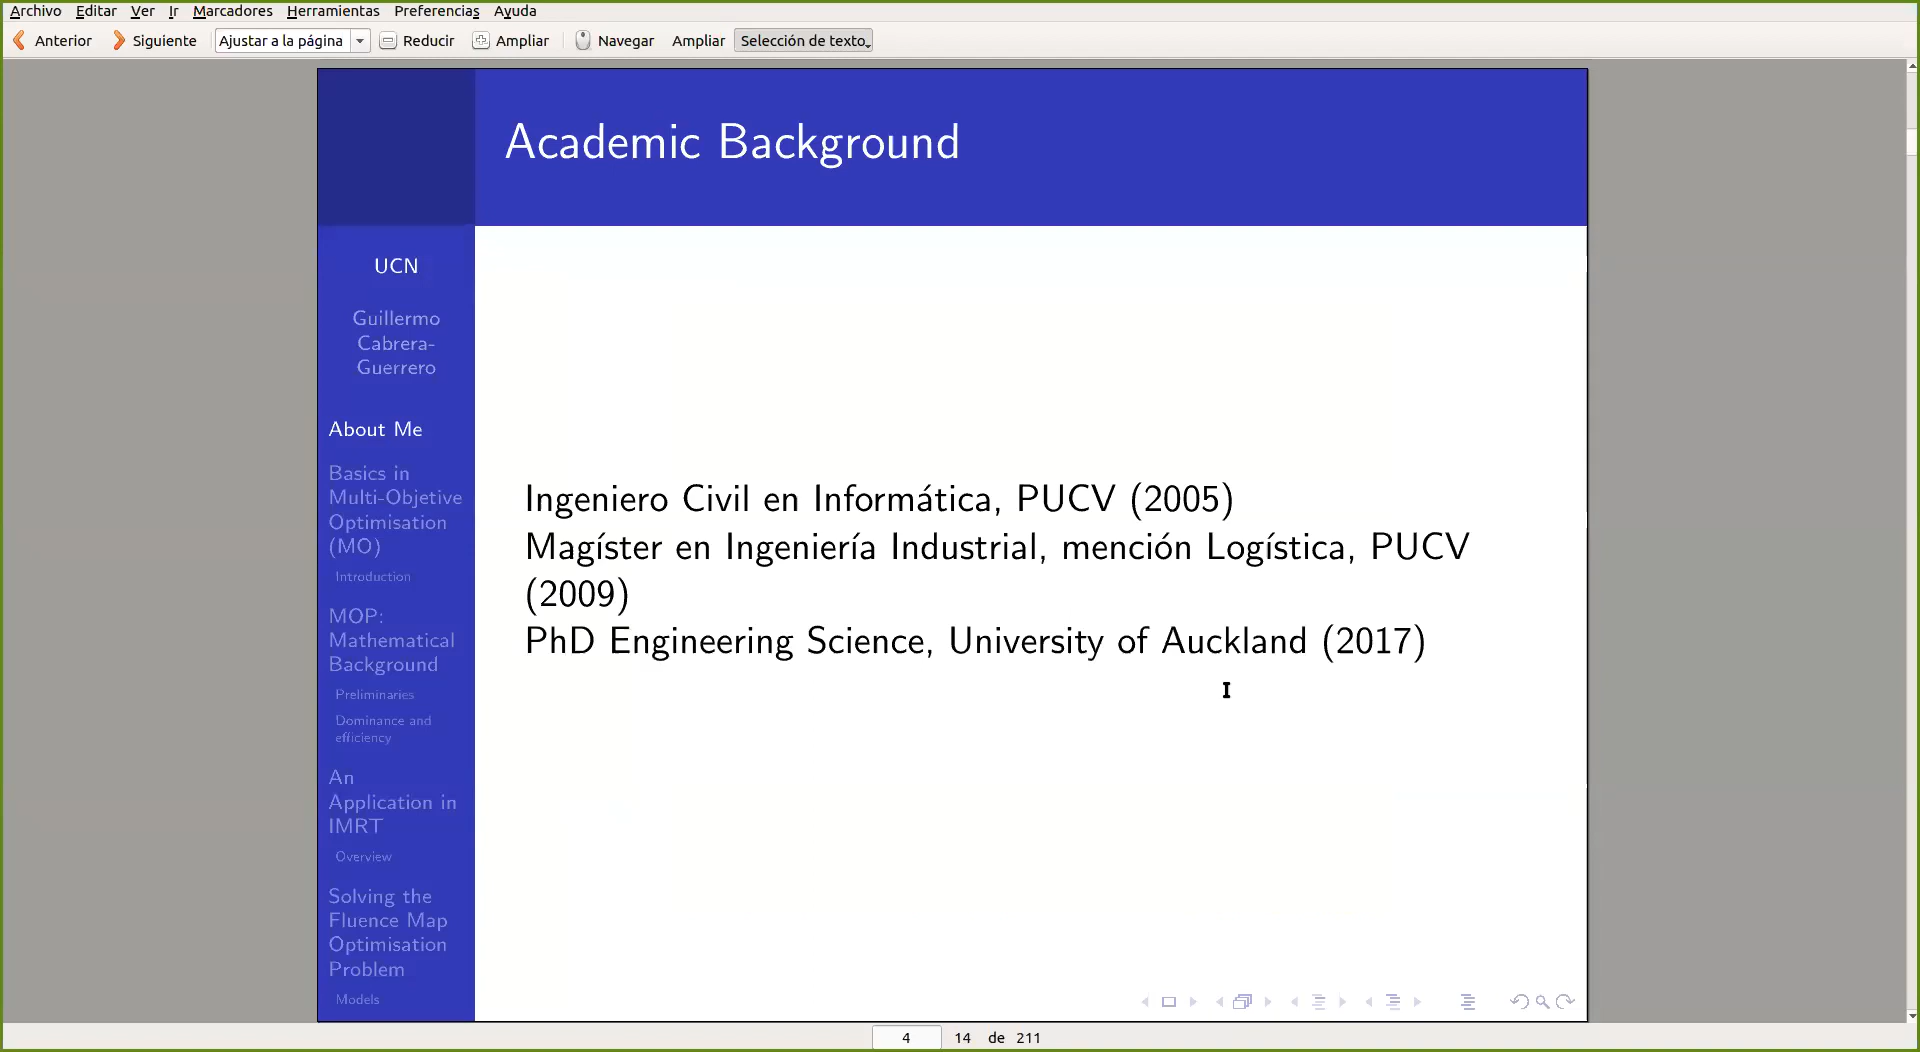 Archivo Editar Ver Ir Marcadores Herramientas Preferencias Ayuda
Anterior Siguiente Ajustar a la página Reducir Ampliar Navegar Ampliar Selección de texto
Academic Background
UCN
Guillermo
Cabrera-
Guerrero
About Me
Basics in
Multi-Objetive
Optimisation
(MO)
Introduction
MOP:
Mathematical
Background
Preliminaries
Dominance and
efficiency
An
Application in
IMRT
Overview
Solving the
Fluence Map
Optimisation
Problem
Models
Ingeniero Civil en Informática, PUCV (2005)
Magíster en Ingeniería Industrial, mención Logística, PUCV
(2009)
PhD Engineering Science, University of Auckland (2017)
4 14 de 211